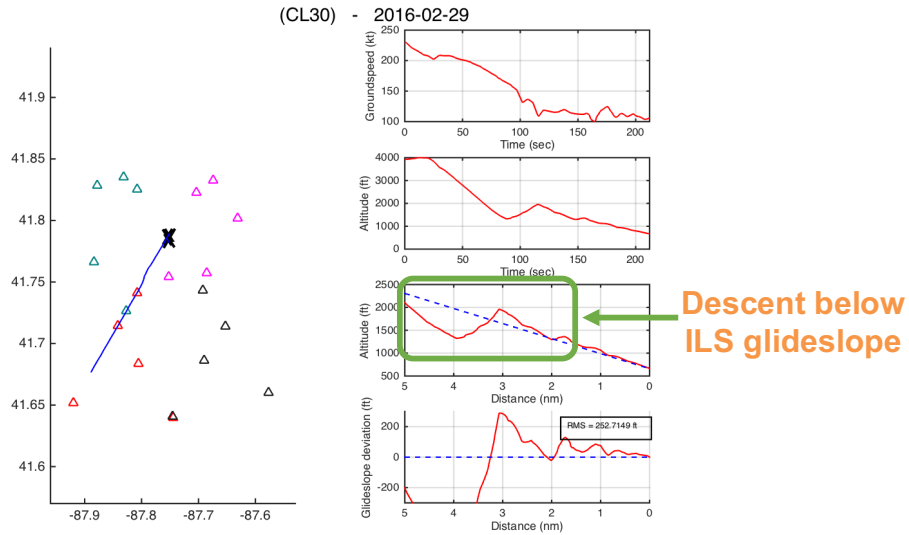 (CL30) - 2016-02-29
41.9
41.85
41.8
41.75
41.7
41.65
41.6
-87.9 -87.8 -87.7 -87.6
Groundspeed (kt)
250
200
150
100
0 50 100 150 200
Time (sec)
Altitude (ft)
4000
3000
2000
1000
0
0 50 100 150 200
Time (sec)
Altitude (ft)
2500
2000
1500
1000
500
5 4 3 2 1 0
Distance (nm)
Descent below
ILS glideslope
Glideslope deviation (ft)
200
0
-200
RMS = 252.7149 ft
5 4 3 2 1 0
Distance (nm)